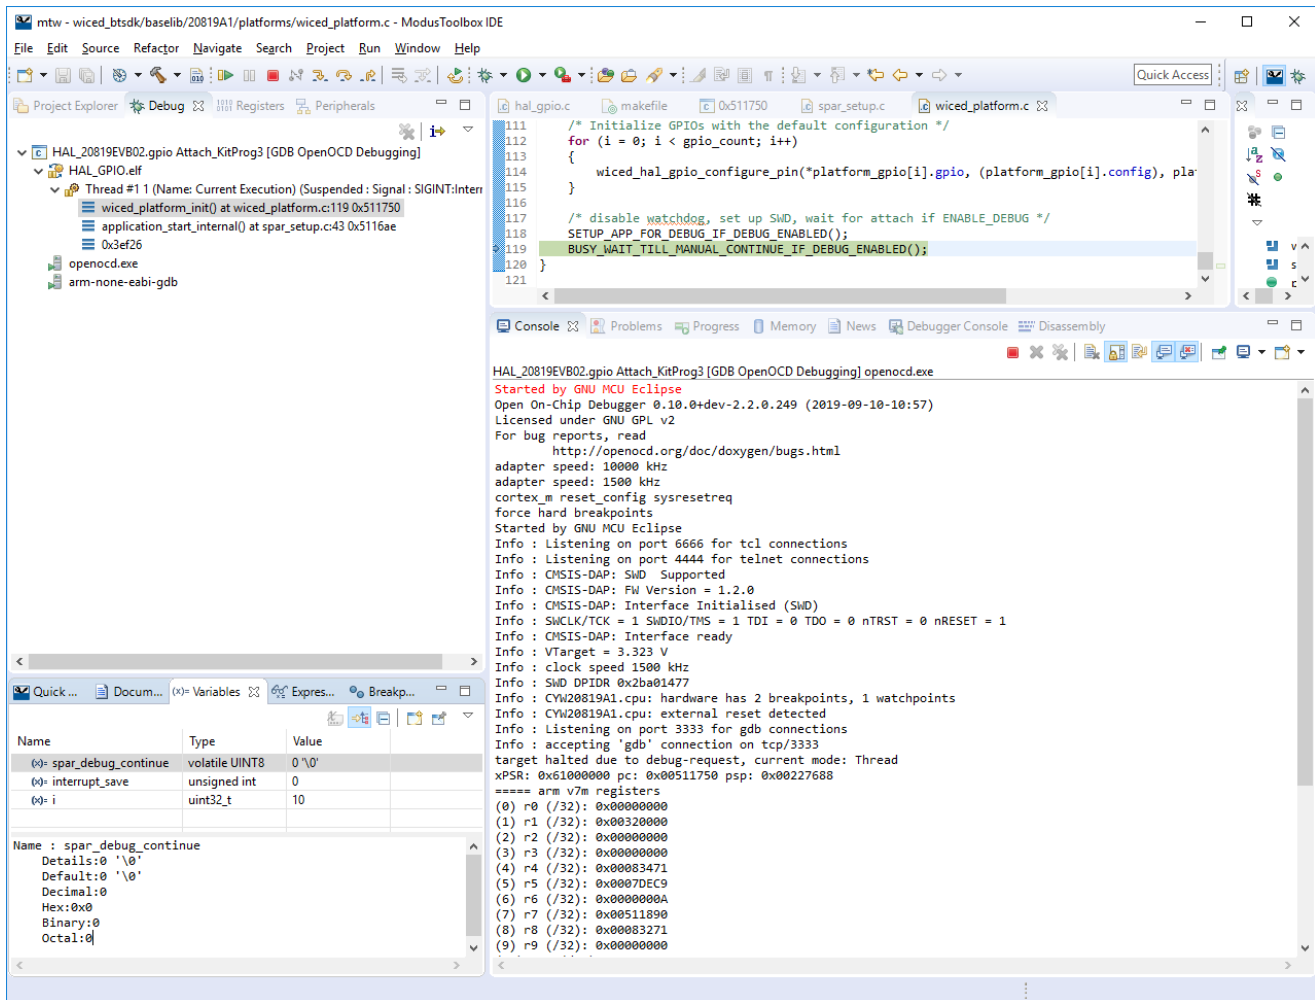 mtw - wiced_btsdk/baselib/20819A1/platforms/wiced_platform.c - ModusToolbox IDE
File Edit Source Refactor Navigate Search Project Run Window Help
Quick Access
Project Explorer Debug Registers Peripherals
HAL_20819EVB02.gpio Attach_KitProg3 [GDB OpenOCD Debugging]
HAL_GPIO.elf
Thread #1 1 (Name: Current Execution) (Suspended : Signal : SIGINT:Interr
wiced_platform_init() at wiced_platform.c:119 0x511750
application_start_internal() at spar_setup.c:43 0x5116ae
0x3ef26
openocd.exe
arm-none-eabi-gdb
hal_gpio.c makefile 0x511750 spar_setup.c wiced_platform.c
111 /* Initialize GPIOs with the default configuration */
112 for (i = 0; i < gpio_count; i++)
113 {
114 wiced_hal_gpio_configure_pin(*platform_gpio[i].gpio, (platform_gpio[i].config), pla
115 }
116
117 /* disable watchdog, set up SWD, wait for attach if ENABLE_DEBUG */
118 SETUP_APP_FOR_DEBUG_IF_DEBUG_ENABLED();
119 BUSY_WAIT_TILL_MANUAL_CONTINUE_IF_DEBUG_ENABLED();
120 }
121
v
s
Console Problems Progress Memory News Debugger Console Disassembly
HAL_20819EVB02.gpio Attach_KitProg3 [GDB OpenOCD Debugging] openocd.exe
Started by GNU MCU Eclipse
Open On-Chip Debugger 0.10.0+dev-2.2.0.249 (2019-09-10-10:57)
Licensed under GNU GPL v2
For bug reports, read
http://openocd.org/doc/doxygen/bugs.html
adapter speed: 10000 kHz
adapter speed: 1500 kHz
cortex_m reset_config sysresetreq
force hard breakpoints
Started by GNU MCU Eclipse
Info : Listening on port 6666 for tcl connections
Info : Listening on port 4444 for telnet connections
Info : CMSIS-DAP: SWD Supported
Info : CMSIS-DAP: FW Version = 1.2.0
Info : CMSIS-DAP: Interface Initialised (SWD)
Info : SWCLK/TCK = 1 SWDIO/TMS = 1 TDI = 0 TDO = 0 nTRST = 0 nRESET = 1
Info : CMSIS-DAP: Interface ready
Info : VTarget = 3.323 V
Info : clock speed 1500 kHz
Info : SWD DPIDR 0x2ba01477
Info : CYW20819A1.cpu: hardware has 2 breakpoints, 1 watchpoints
Info : CYW20819A1.cpu: external reset detected
Info : Listening on port 3333 for gdb connections
Info : accepting 'gdb' connection on tcp/3333
target halted due to debug-request, current mode: Thread
xPSR: 0x61000000 pc: 0x00511750 psp: 0x00227688
===== arm v7m registers
(0) r0 (/32): 0x00000000
(1) r1 (/32): 0x00320000
(2) r2 (/32): 0x00000000
(3) r3 (/32): 0x00000000
(4) r4 (/32): 0x00083471
(5) r5 (/32): 0x0007DEC9
(6) r6 (/32): 0x0000000A
(7) r7 (/32): 0x00511890
(8) r8 (/32): 0x00083271
(9) r9 (/32): 0x00000000
Quick ... Docum... (x)= Variables Expres... Breakp...
Name Type Value
(x)= spar_debug_continue volatile UINT8 0 '\0'
(x)= interrupt_save unsigned int 0
(x)= i uint32_t 10
Name : spar_debug_continue
Details:0 '\0'
Default:0 '\0'
Decimal:0
Hex:0x0
Binary:0
Octal:0